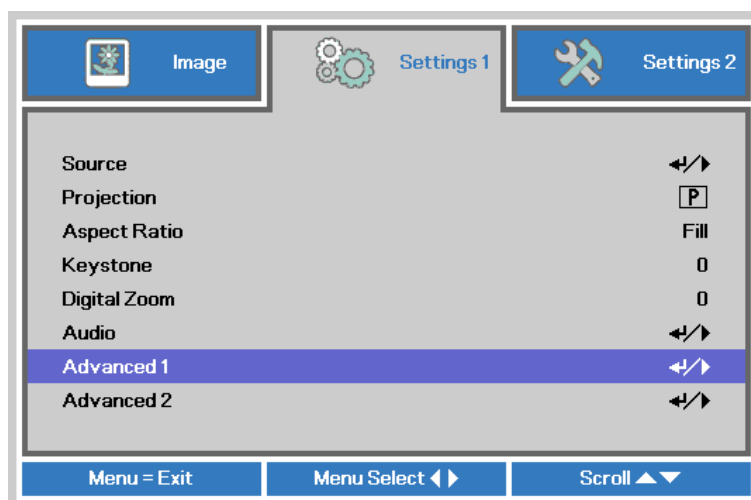 Image Settings 1 Settings 2
Source ↵/▶
Projection P
Aspect Ratio Fill
Keystone 0
Digital Zoom 0
Audio ↵/▶
Advanced 1 ↵/▶
Advanced 2 ↵/▶
Menu = Exit Menu Select ◀ ▶ Scroll ▲▼